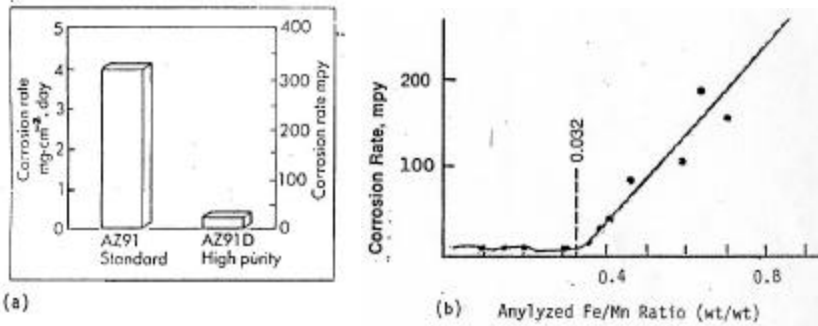 5
4
3
2
1
0
Corrosion rate
mg-cm⁻², day
400
300
200
100
0
Corrosion rate mpy
AZ91
Standard
AZ91D
High purity
(a)
200
100
Corrosion Rate, mpy
0.032
0.4
0.8
(b) Anylyzed Fe/Mn Ratio (wt/wt)